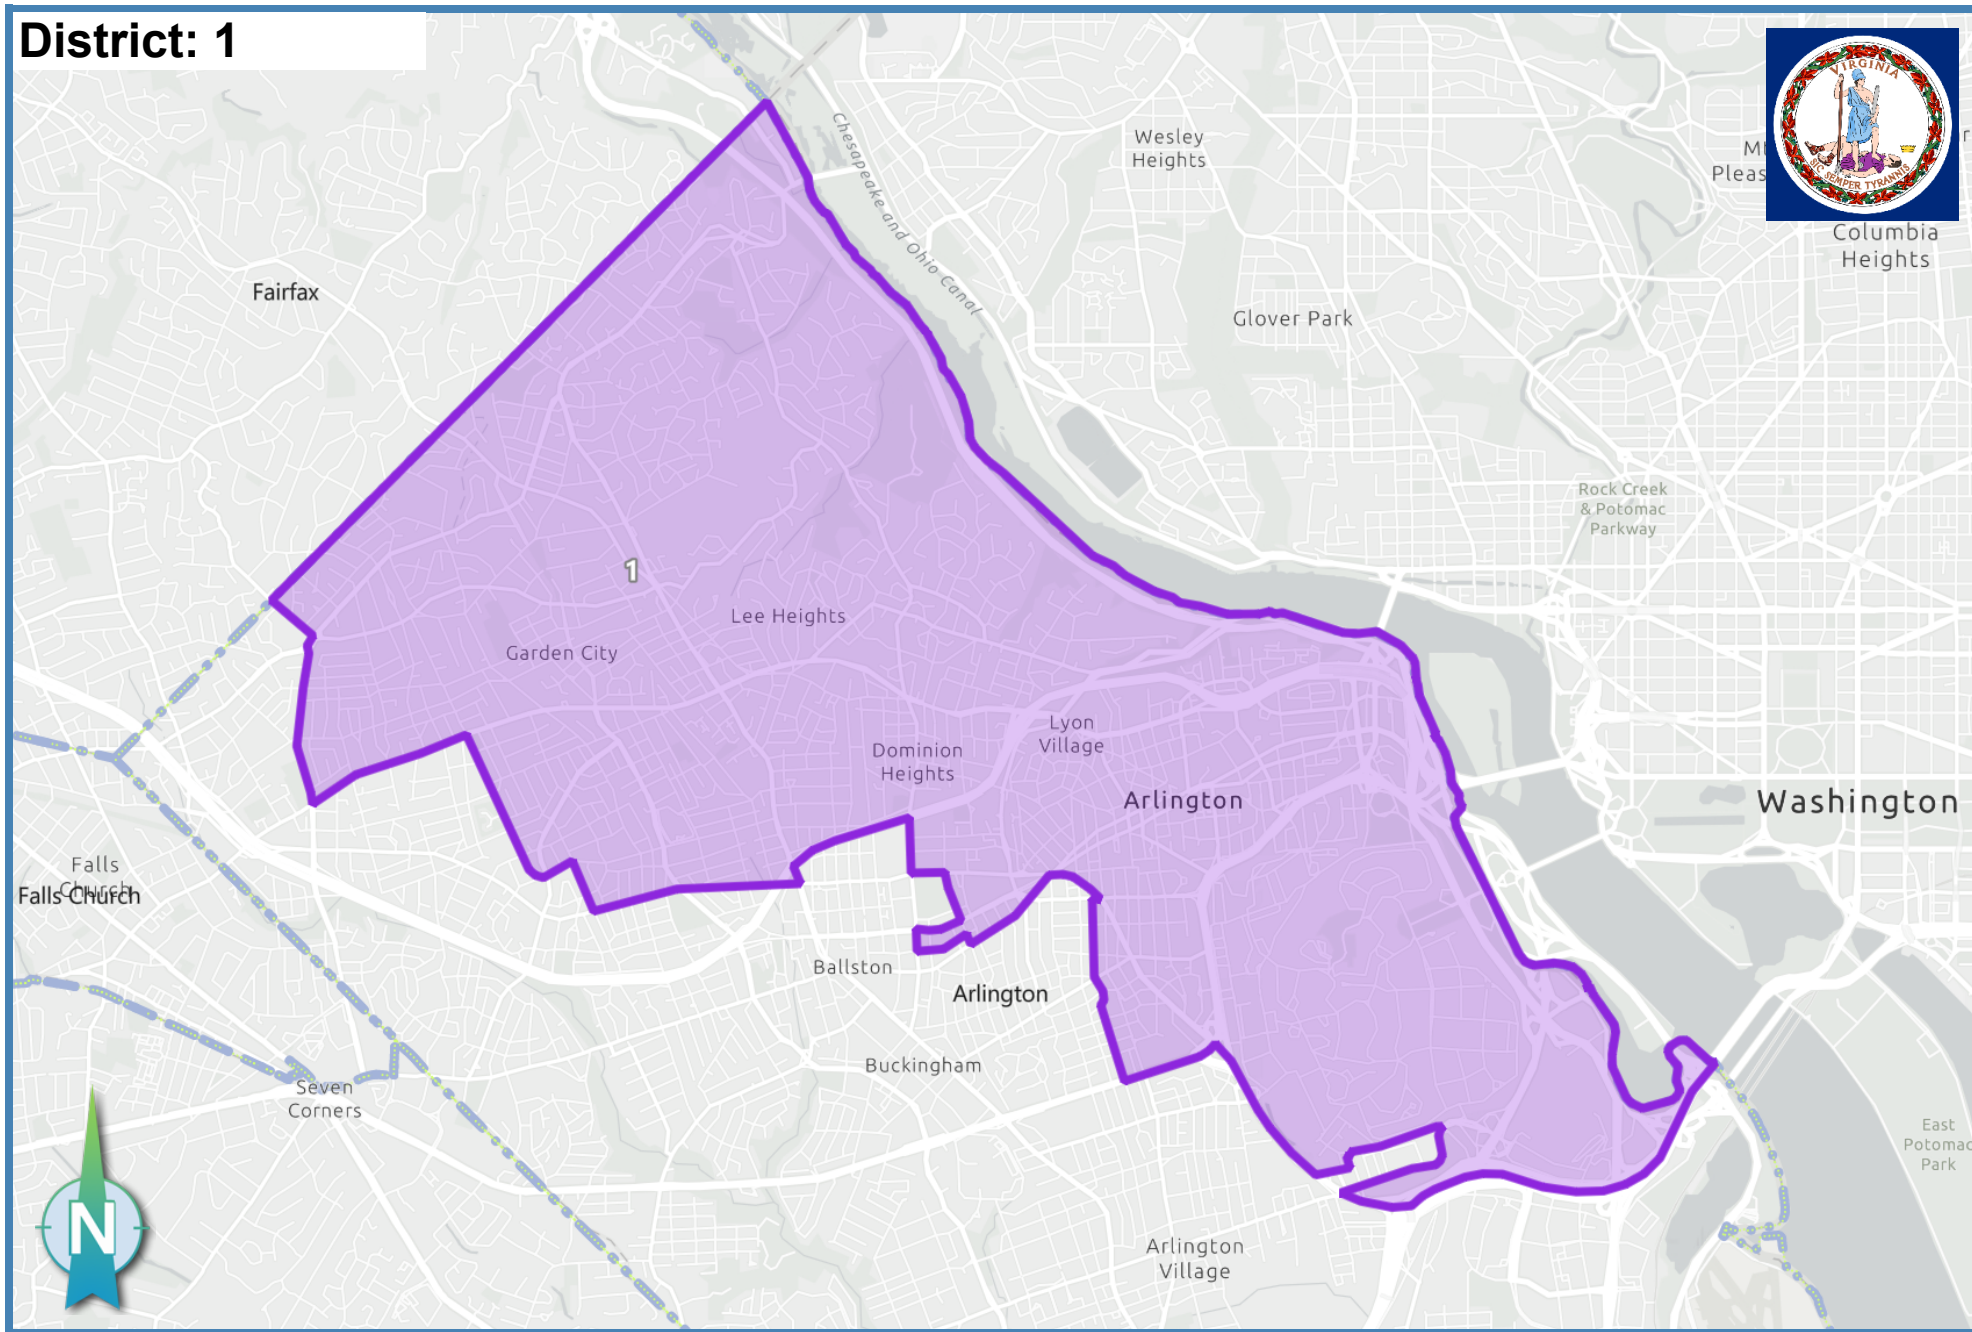 District: 1
VIRGINIA
SIC SEMPER TYRANNIS
Wesley
Heights
Pleas
Columbia
Heights
Chesapeake and Ohio Canal
Fairfax
Glover Park
Rock Creek
& Potomac
Parkway
1
Lee Heights
Garden City
Lyon
Village
Dominion
Heights
Arlington
Washington
Falls
Church
Falls Church
Ballston
Arlington
Buckingham
Seven
Corners
East
Potomac
Park
Arlington
Village
N